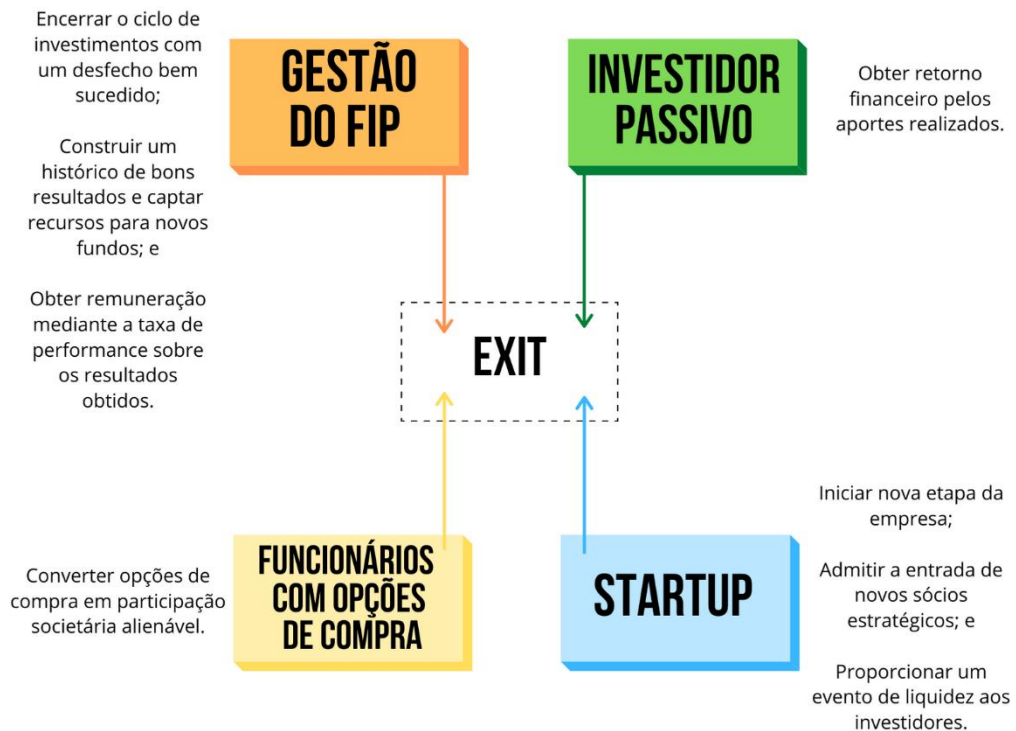 Encerrar o ciclo de
investimentos com
um desfecho bem
sucedido;
Construir um
histórico de bons
resultados e captar
recursos para novos
fundos; e
Obter remuneração
mediante a taxa de
performance sobre
os resultados
obtidos.
GESTÃO
DO FIP
INVESTIDOR
PASSIVO
Obter retorno
financeiro pelos
aportes realizados.
EXIT
Converter opções de
compra em participação
societária alienável.
FUNCIONÁRIOS
COM OPÇÕES
DE COMPRA
STARTUP
Iniciar nova etapa da
empresa;
Admitir a entrada de
novos sócios
estratégicos; e
Proporcionar um
evento de liquidez aos
investidores.